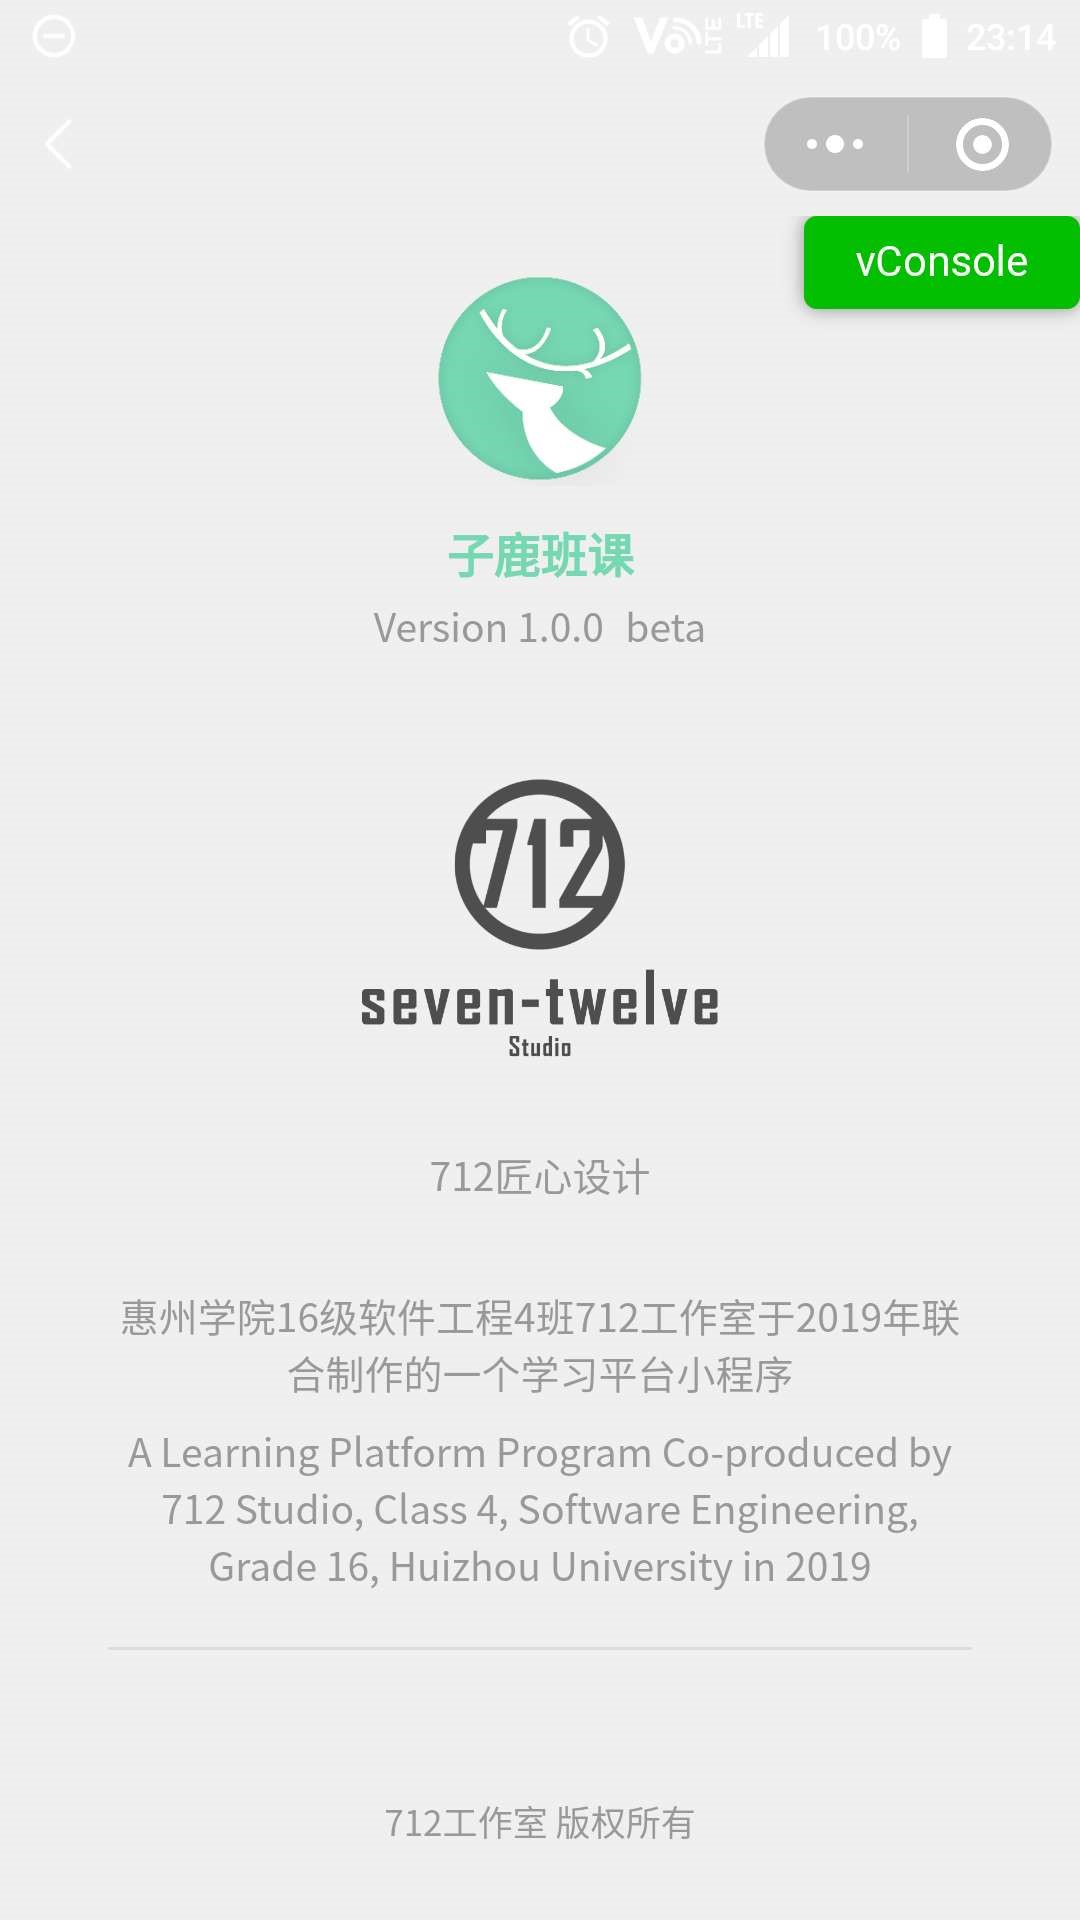 Vo LTE LTE 100% 23:14
vConsole
子鹿班课
Version 1.0.0 beta
712
seven-twelve
Studio
712匠心设计
惠州学院16级软件工程4班712工作室于2019年联
合制作的一个学习平台小程序
A Learning Platform Program Co-produced by
712 Studio, Class 4, Software Engineering,
Grade 16, Huizhou University in 2019
712工作室 版权所有